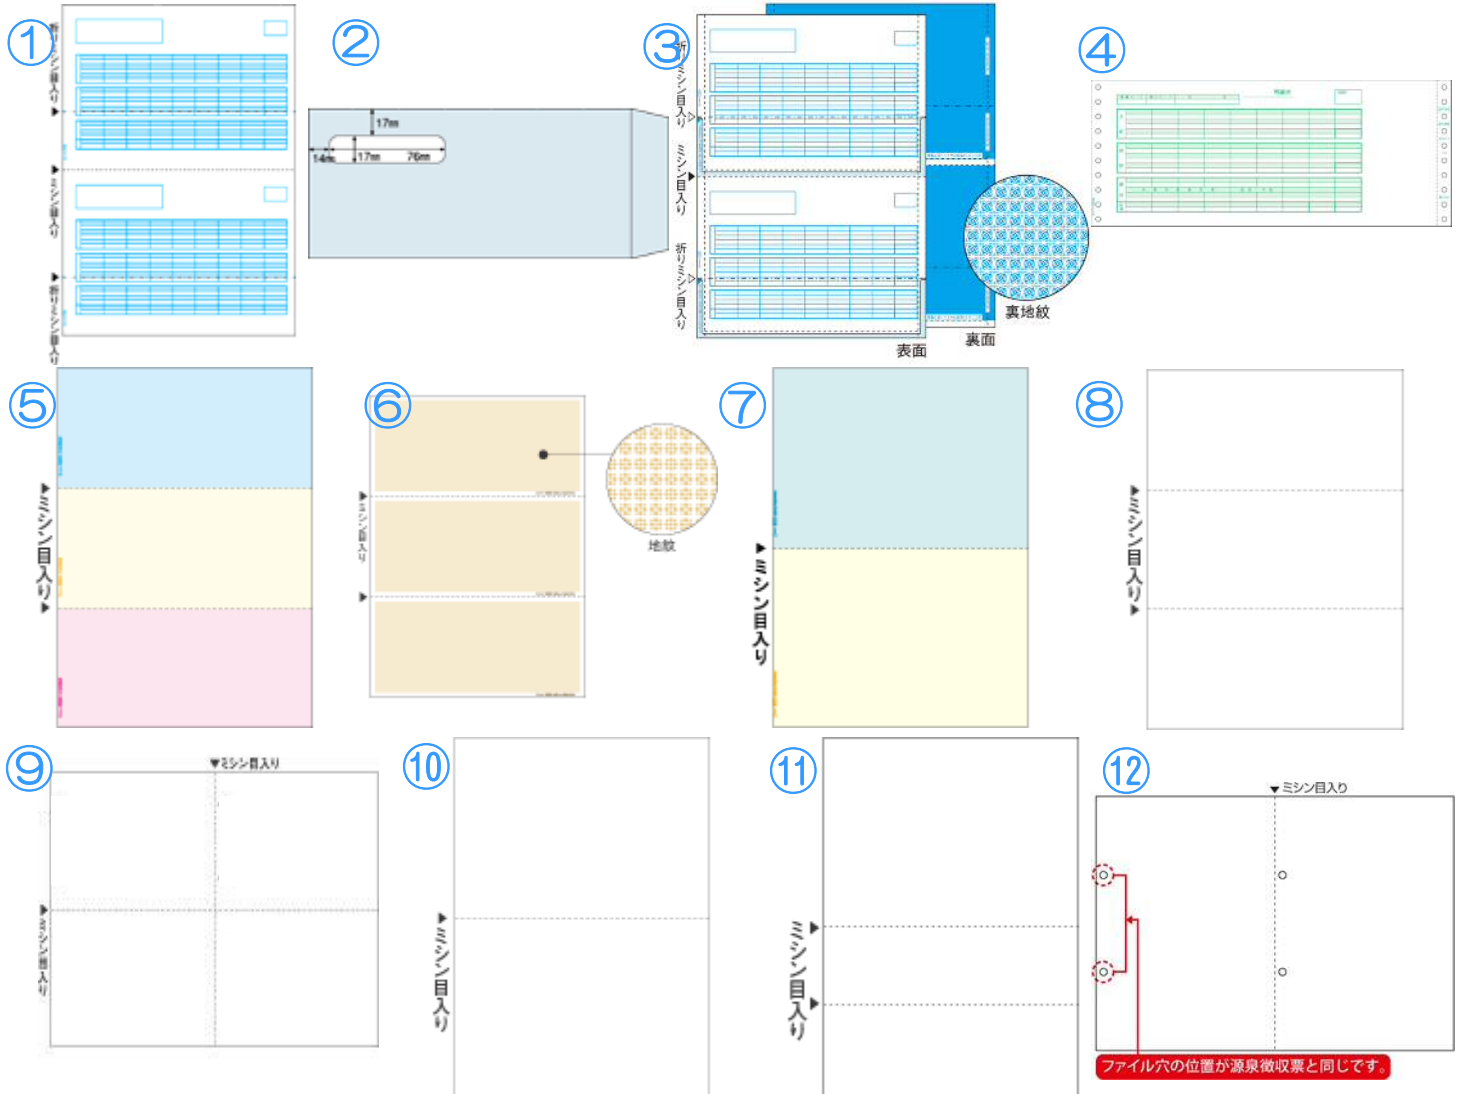 ①
折りミシン目入り
ミシン目入り
折りミシン目入り
②
17mm
14mm
17mm
76mm
③
折りミシン目入り
ミシン目入り
折りミシン目入り
表面
裏面
裏地紋
④
⑤
ミシン目入り
⑥
ミシン目入り
地紋
⑦
ミシン目入り
⑧
ミシン目入り
⑨
ミシン目入り
ミシン目入り
⑩
ミシン目入り
⑪
ミシン目入り
⑫
ミシン目入り
ファイル穴の位置が源泉徴収票と同じです。